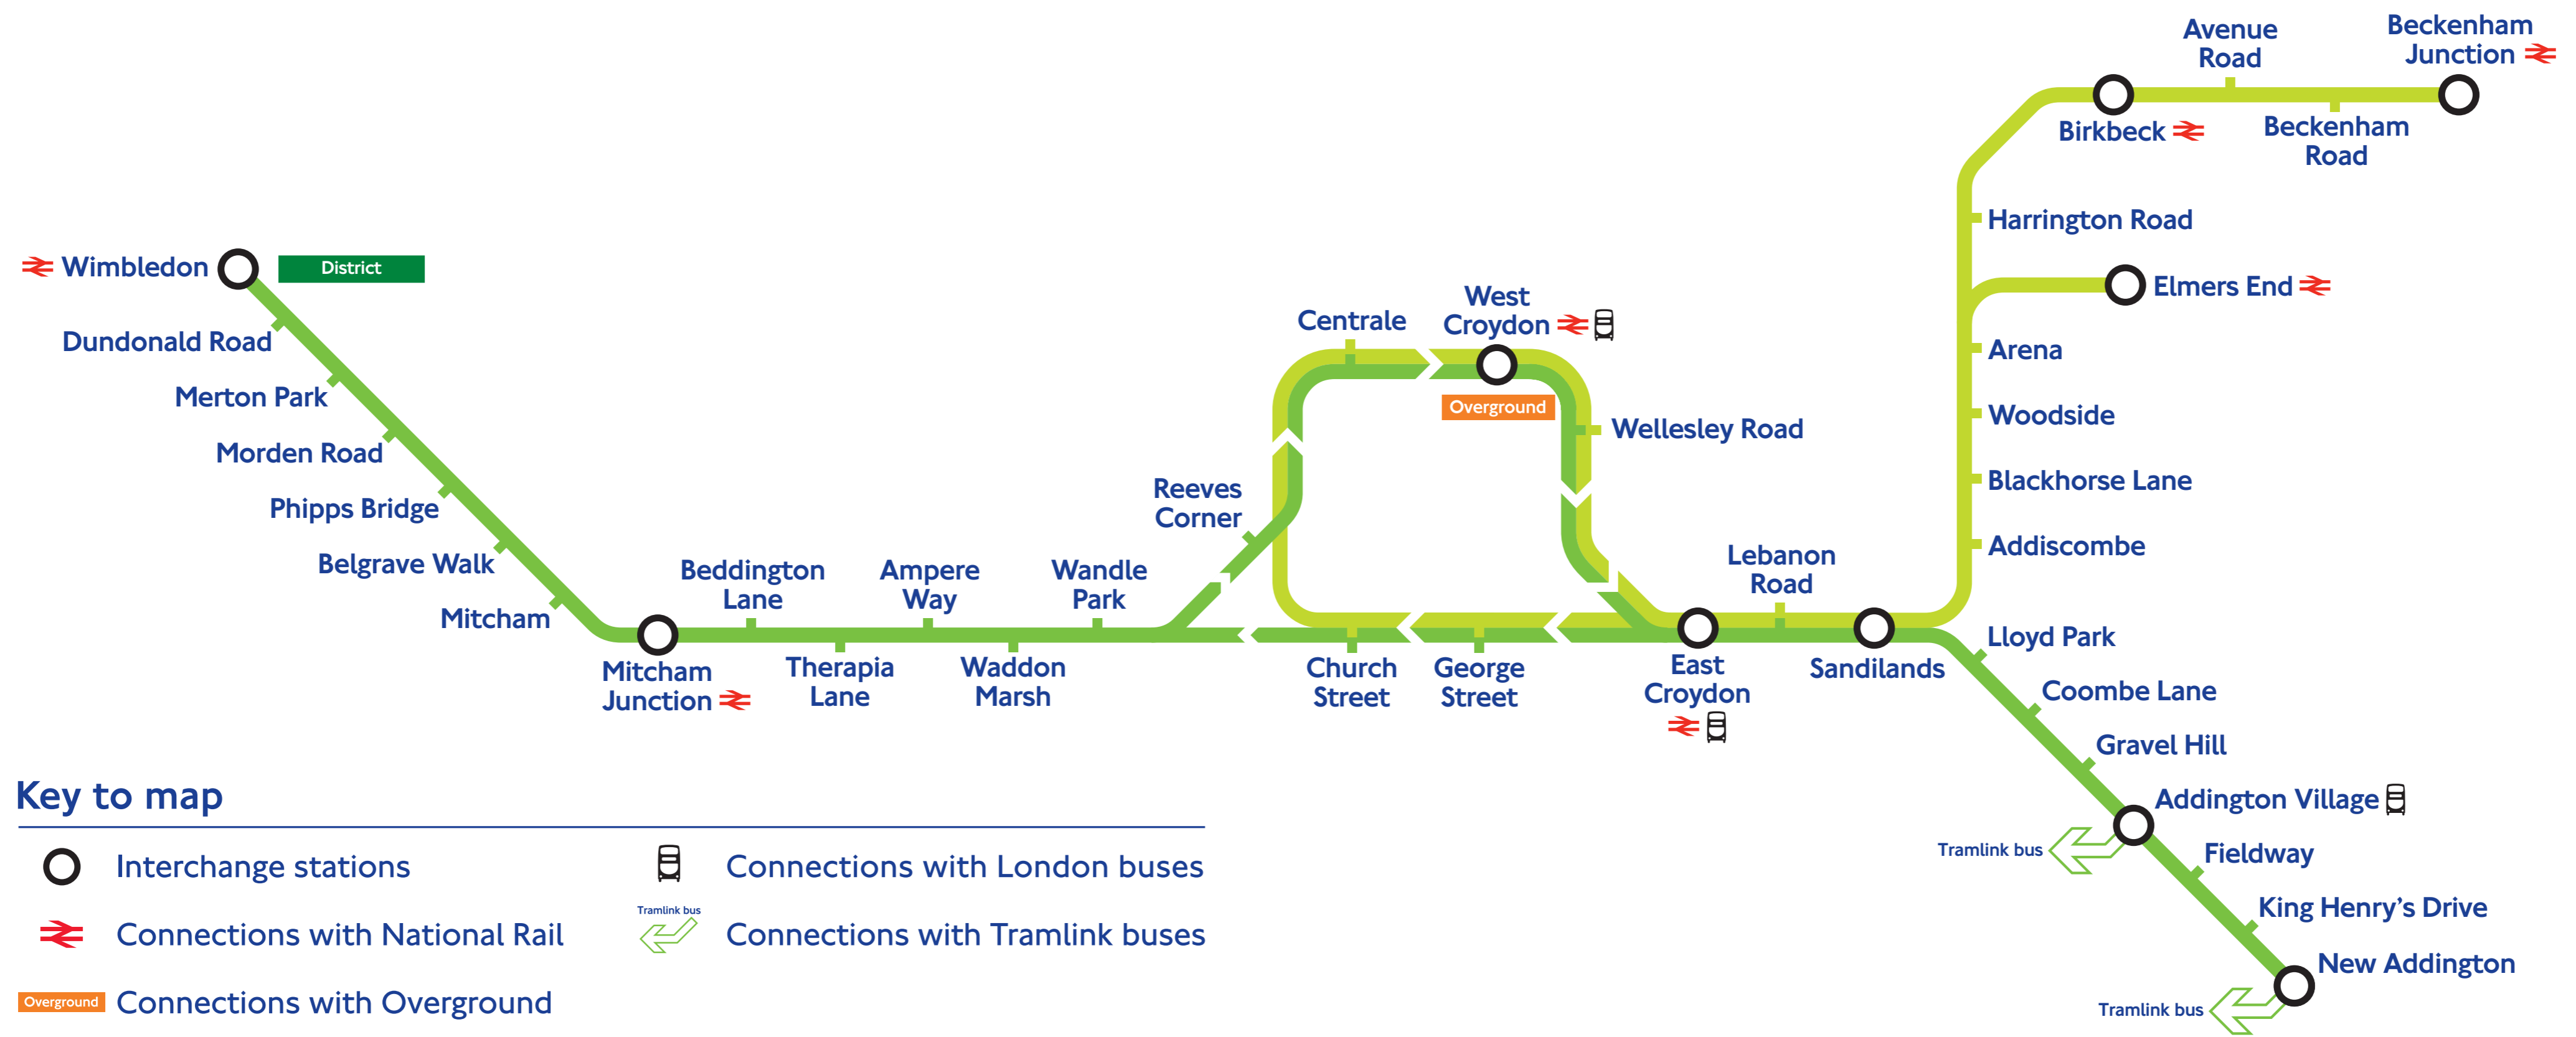 Avenue
Road
Beckenham
Junction
Birkbeck
Beckenham
Road
Harrington Road
Wimbledon
District
Elmers End
Dundonald Road
Merton Park
Morden Road
Phipps Bridge
Belgrave Walk
Mitcham
Mitcham
Junction
Beddington
Lane
Therapia
Lane
Ampere
Way
Waddon
Marsh
Wandle
Park
Reeves
Corner
Centrale
West
Croydon
Overground
Wellesley Road
Church
Street
George
Street
East
Croydon
Lebanon
Road
Sandilands
Arena
Woodside
Blackhorse Lane
Addiscombe
Lloyd Park
Coombe Lane
Gravel Hill
Addington Village
Tramlink bus
Fieldway
King Henry's Drive
New Addington
Tramlink bus
Key to map
Interchange stations
Connections with National Rail
Overground
Connections with Overground
Connections with London buses
Tramlink bus
Connections with Tramlink buses